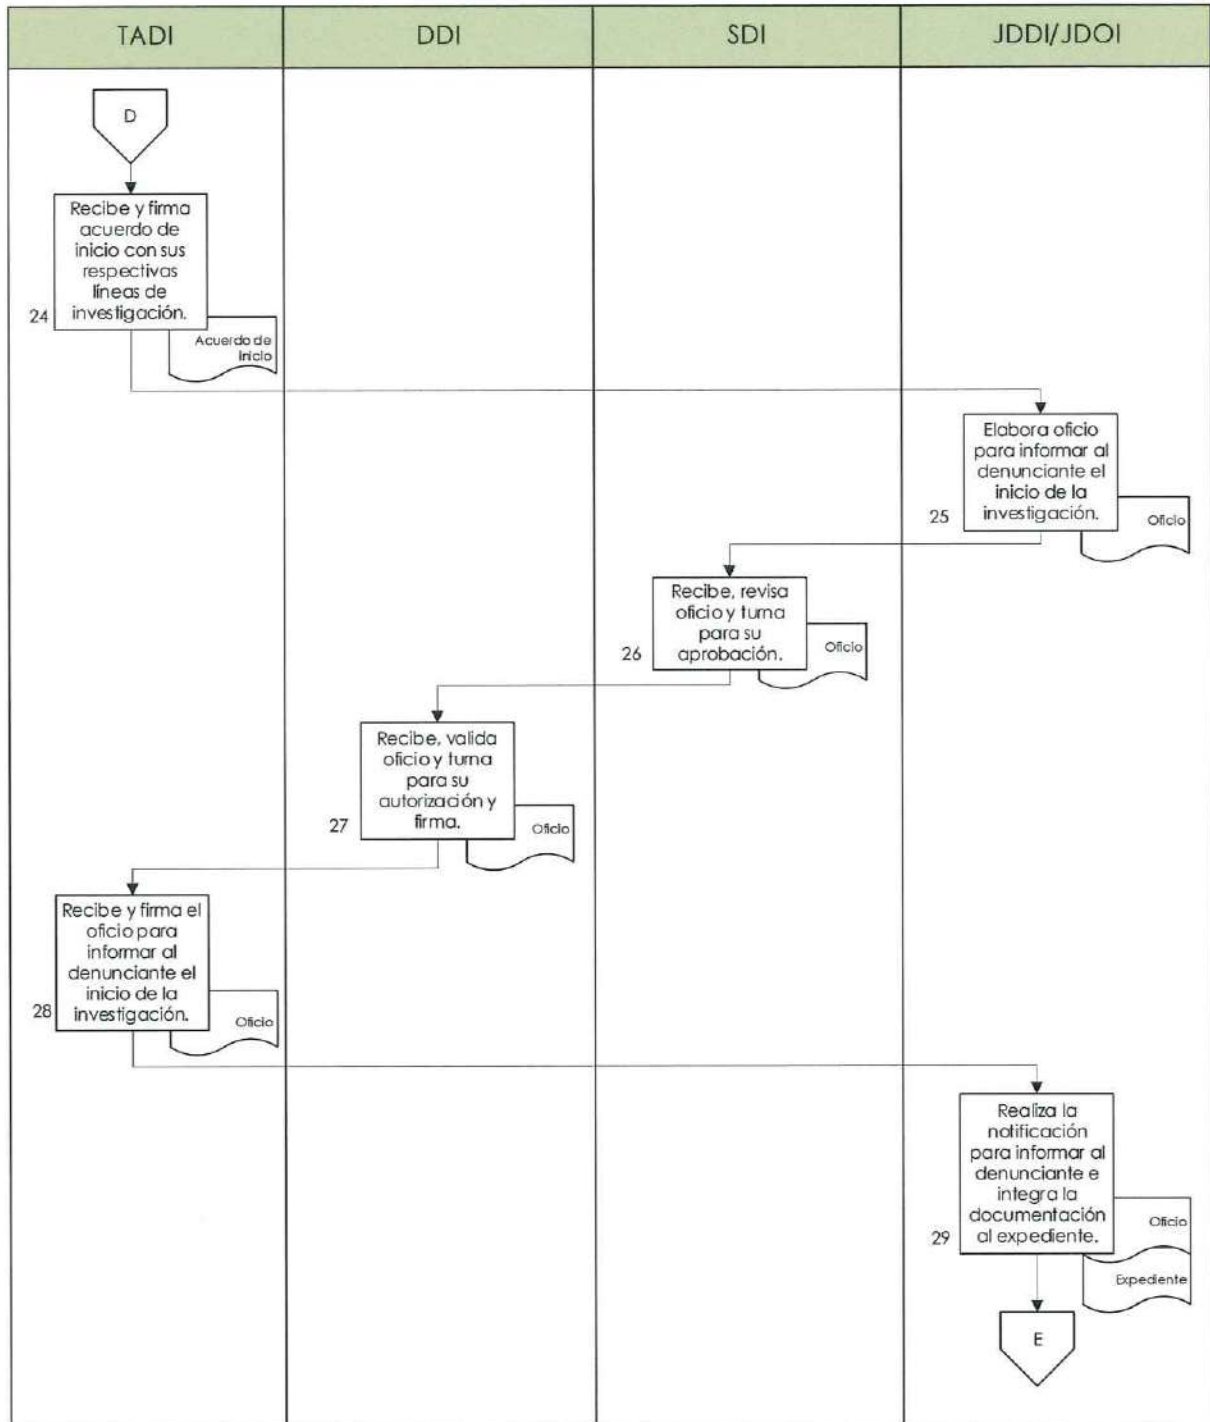 TADI
DDI
SDI
JDDI/JDOI
D
Recibe y firma
acuerdo de
inicio con sus
respectivas
líneas de
investigación.
24
Acuerdo de
Inicio
Elabora oficio
para informar al
denunciante el
inicio de la
investigación.
25
Oficio
Recibe, revisa
oficio y turna
para su
aprobación.
26
Oficio
Recibe, valida
oficio y turna
para su
autorización y
firma.
27
Oficio
Recibe y firma el
oficio para
informar al
denunciante el
inicio de la
investigación.
28
Oficio
Realiza la
notificación
para informar al
denunciante e
integra la
documentación
al expediente.
29
Oficio
Expediente
E